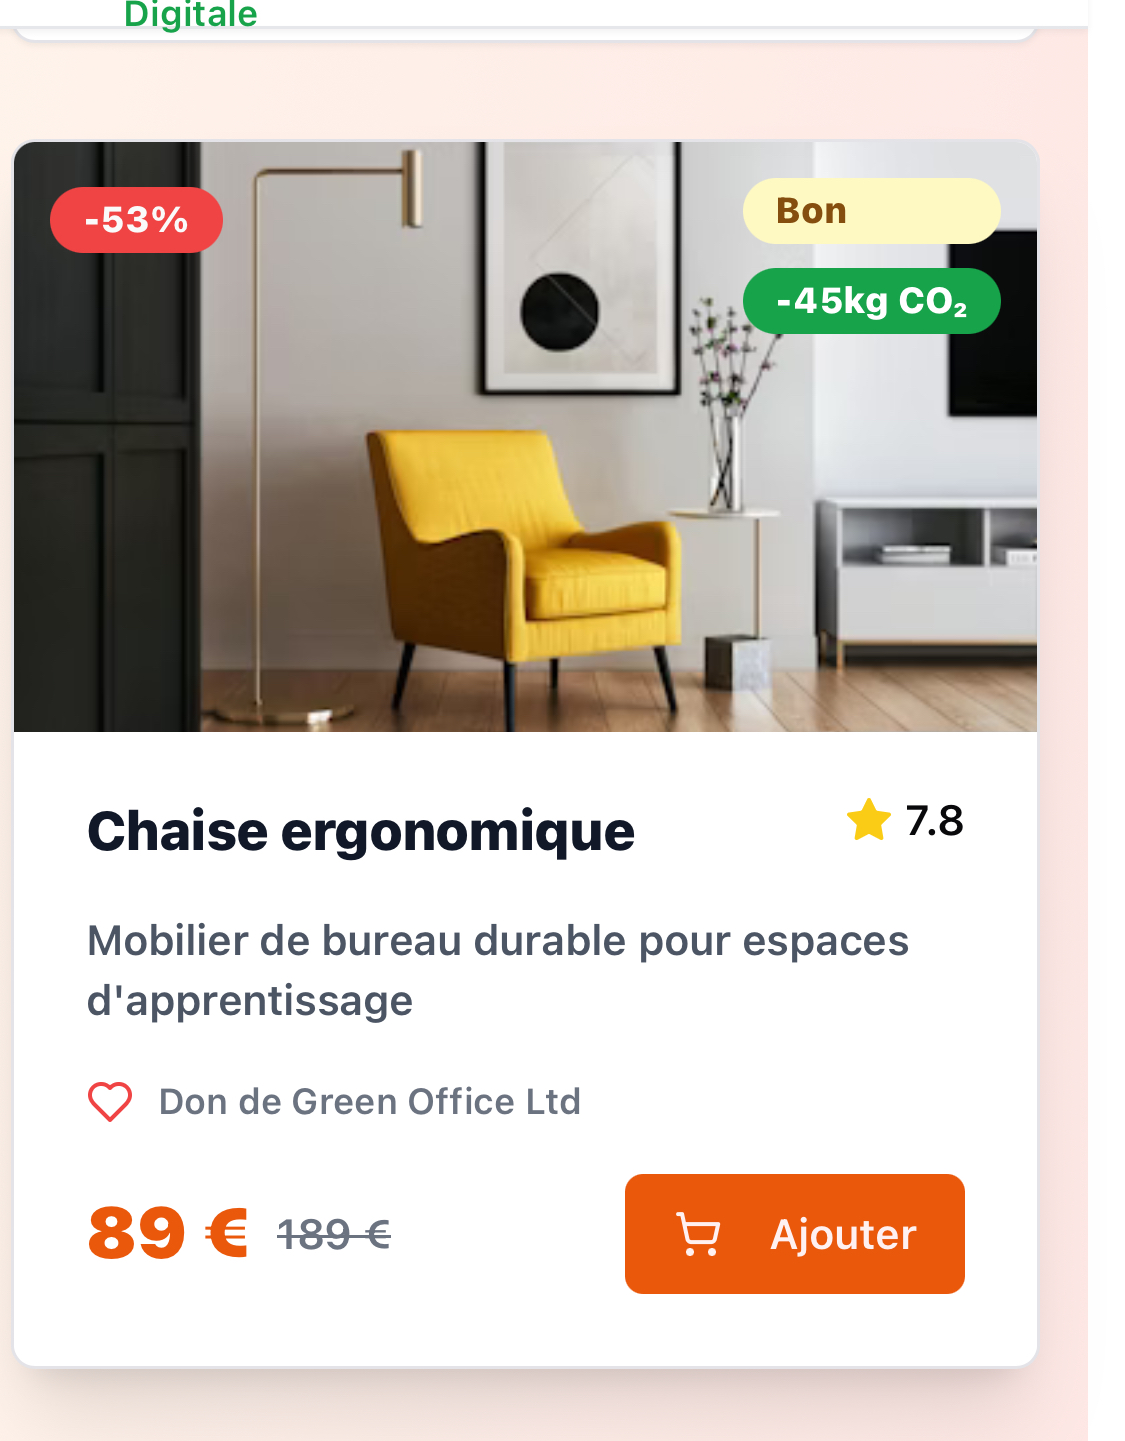 Digitale
-53%
Bon
-45kg CO₂
Chaise ergonomique
7.8
Mobilier de bureau durable pour espaces
d'apprentissage
Don de Green Office Ltd
89 € 189 €
Ajouter